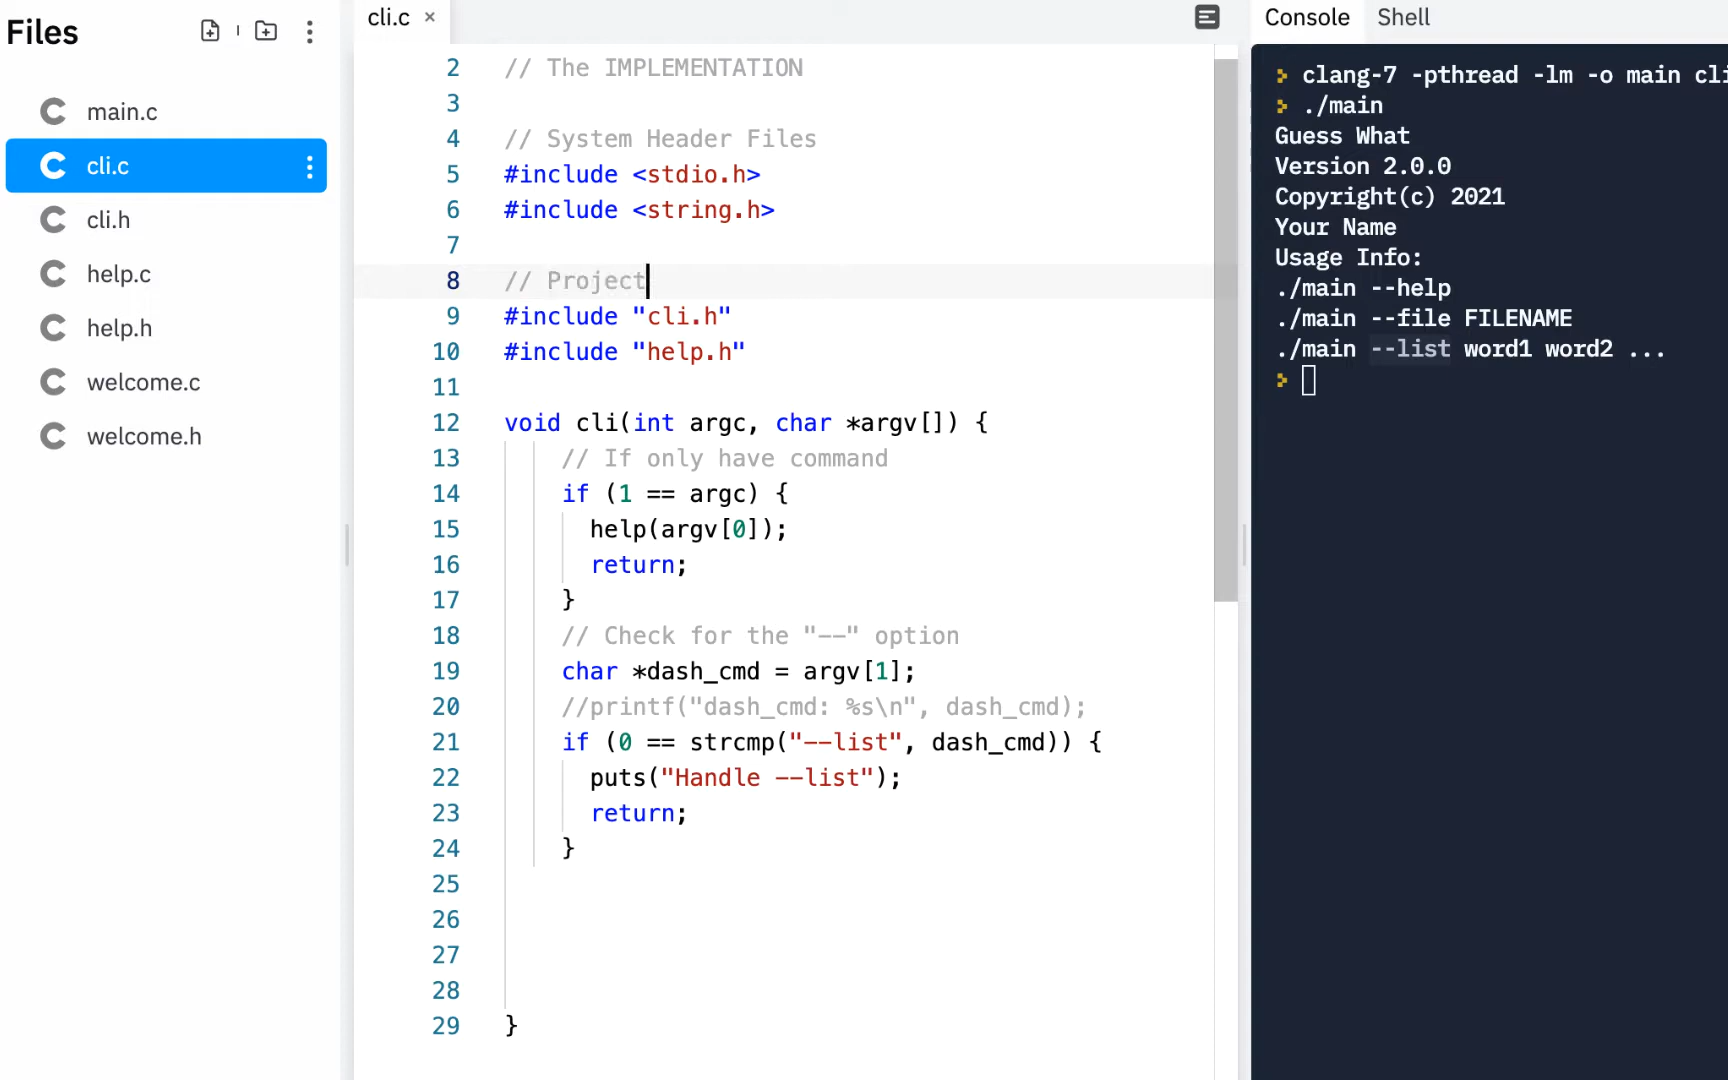 Files
main.c
cli.c
cli.h
help.c
help.h
welcome.c
welcome.h
cli.c ×
2 // The IMPLEMENTATION
3
4 // System Header Files
5 #include <stdio.h>
6 #include <string.h>
7
8 // Project
9 #include "cli.h"
10 #include "help.h"
11
12 void cli(int argc, char *argv[]) {
13 // If only have command
14 if (1 == argc) {
15 help(argv[0]);
16 return;
17 }
18 // Check for the "--" option
19 char *dash_cmd = argv[1];
20 //printf("dash_cmd: %s\n", dash_cmd);
21 if (0 == strcmp("--list", dash_cmd)) {
22 puts("Handle --list");
23 return;
24 }
25
26
27
28
29 }
Console Shell
> clang-7 -pthread -lm -o main cli
> ./main
Guess What
Version 2.0.0
Copyright(c) 2021
Your Name
Usage Info:
./main --help
./main --file FILENAME
./main --list word1 word2 ...
>